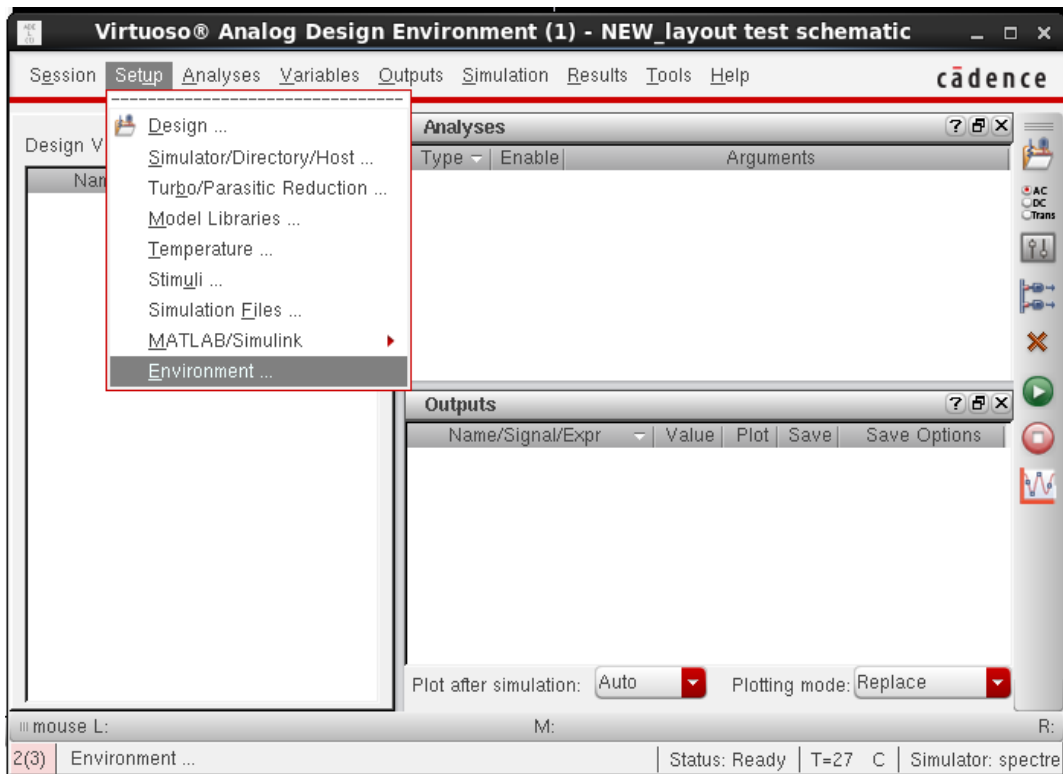 Virtuoso® Analog Design Environment (1) - NEW_layout test schematic
Session Setup Analyses Variables Outputs Simulation Results Tools Help cādence
Design V
Nam
Design ...
Simulator/Directory/Host ...
Turbo/Parasitic Reduction ...
Model Libraries ...
Temperature ...
Stimuli ...
Simulation Files ...
MATLAB/Simulink
Environment ...
Analyses
Type Enable Arguments
Outputs
Name/Signal/Expr Value Plot Save Save Options
Plot after simulation: Auto Plotting mode: Replace
AC
DC
Trans
mouse L: M: R:
2(3) Environment ... Status: Ready T=27 C Simulator: spectre